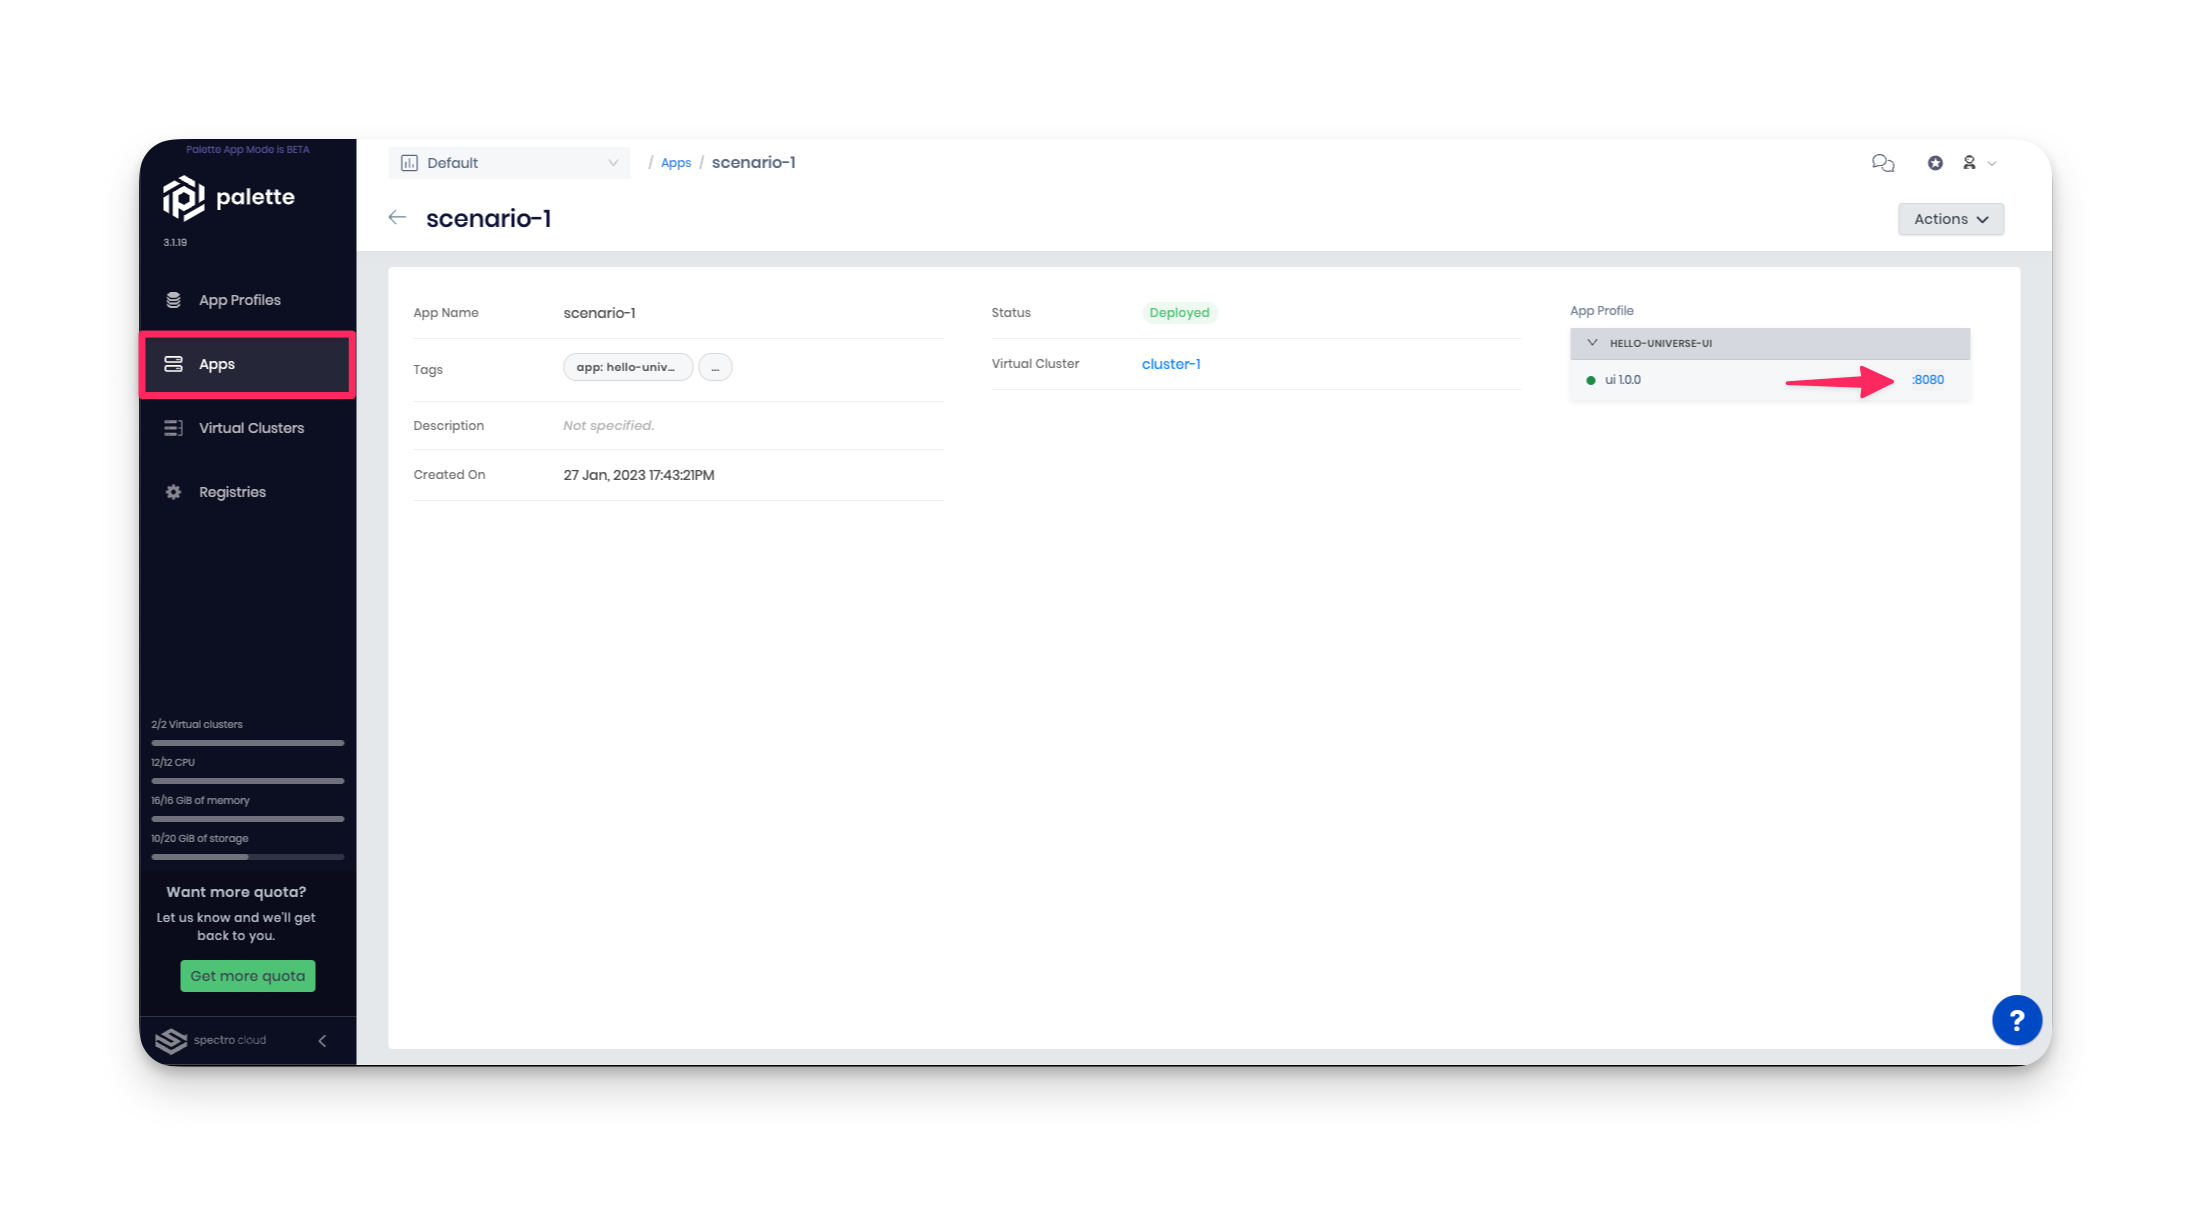 Palette App Mode is BETA
palette
3.1.19
App Profiles
Apps
Virtual Clusters
Registries
2/2 Virtual clusters
12/12 CPU
16/16 GiB of memory
10/20 GiB of storage
Want more quota?
Let us know and we'll get
back to you.
Get more quota
spectro cloud
Default
/ Apps / scenario-1
scenario-1
Actions
App Name scenario-1
Tags app: hello-univ... ...
Description Not specified.
Created On 27 Jan, 2023 17:43:21PM
Status Deployed
Virtual Cluster cluster-1
App Profile
HELLO-UNIVERSE-UI
ui 1.0.0 :8080
?